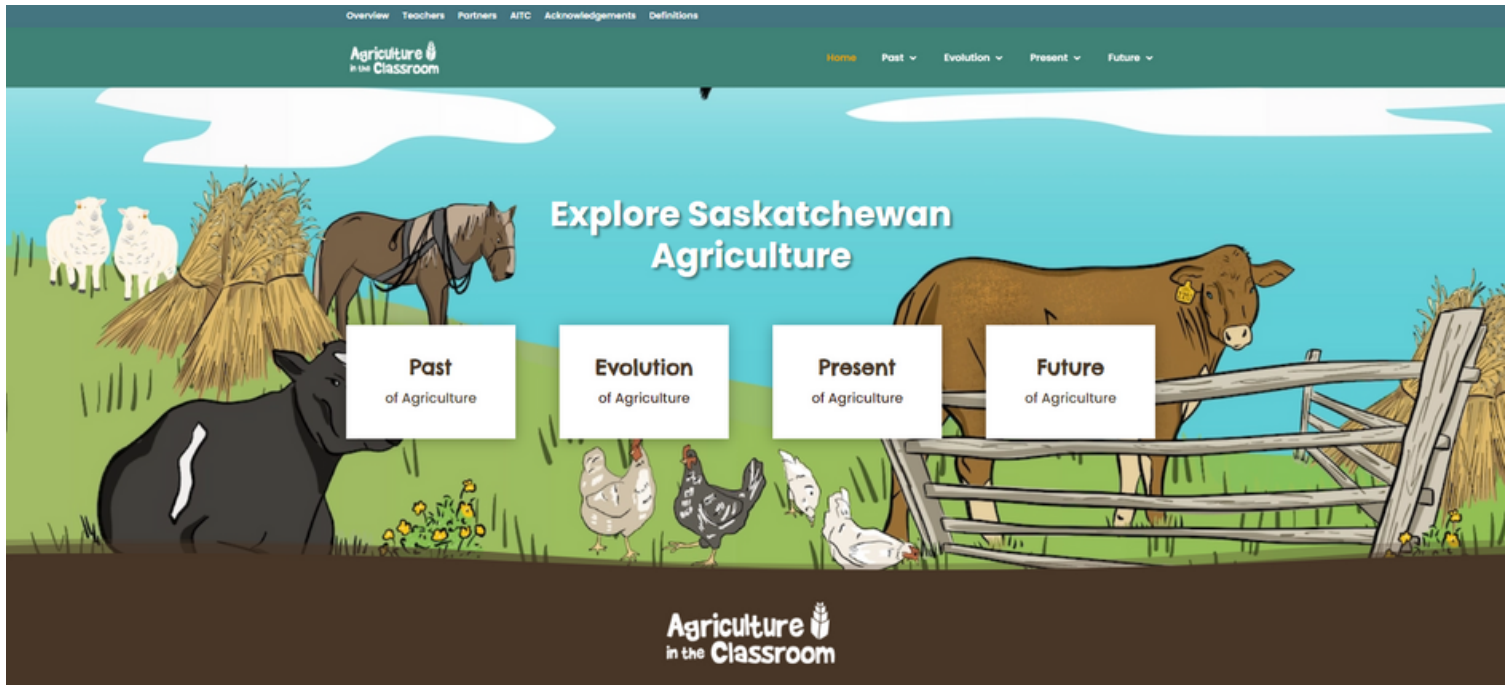 Overview Teachers Partners AITC Acknowledgements Definitions
Agriculture
in the Classroom
Home Past Evolution Present Future
Explore Saskatchewan
Agriculture
Past
of Agriculture
Evolution
of Agriculture
Present
of Agriculture
Future
of Agriculture
Agriculture
in the Classroom